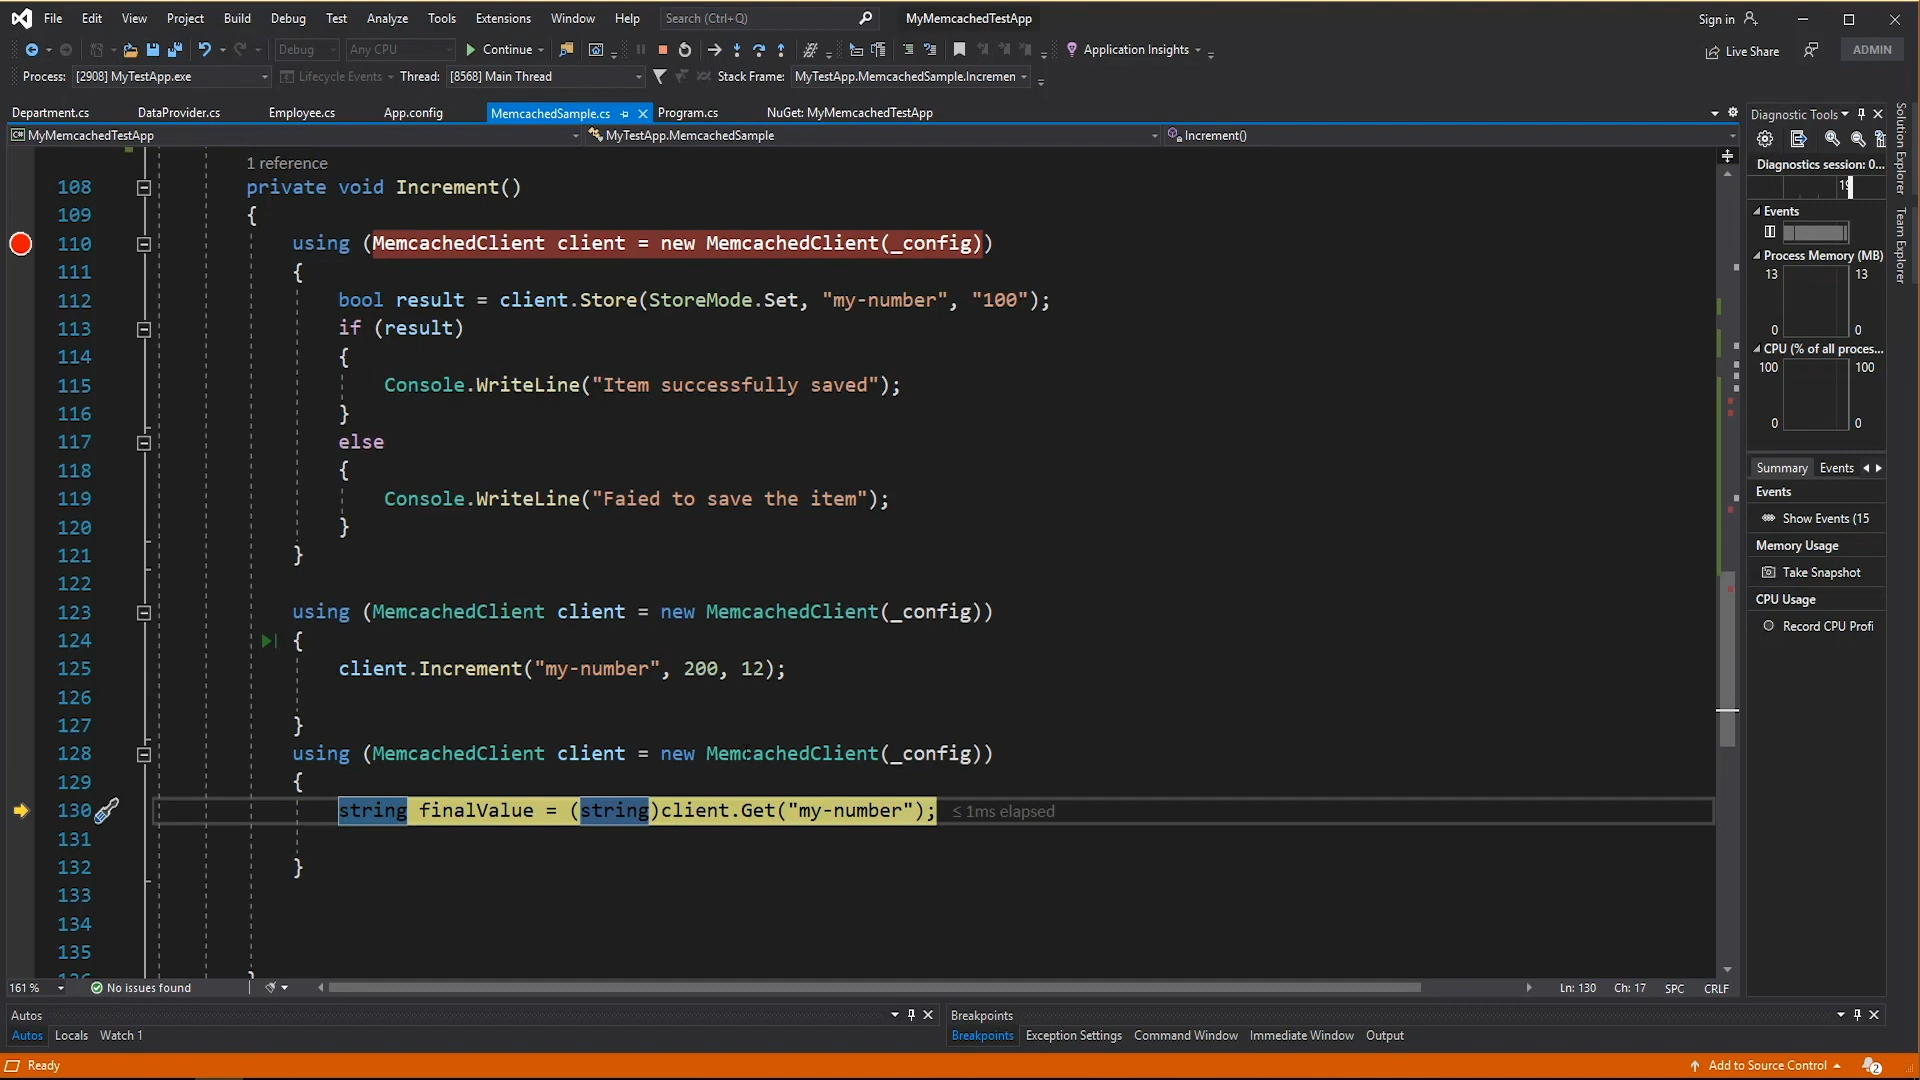 File Edit View Project Build Debug Test Analyze Tools Extensions Window Help Search (Ctrl+Q) MyMemcachedTestApp Sign in
Debug Any CPU Continue Application Insights Live Share ADMIN
Process: [2908] MyTestApp.exe Lifecycle Events Thread: [8568] Main Thread Stack Frame: MyTestApp.MemcachedSample.Incremen
Department.cs DataProvider.cs Employee.cs App.config MemcachedSample.cs Program.cs NuGet: MyMemcachedTestApp
MyMemcachedTestApp MyTestApp.MemcachedSample Increment()
1 reference
108 private void Increment()
109 {
110 using (MemcachedClient client = new MemcachedClient(_config))
111 {
112 bool result = client.Store(StoreMode.Set, "my-number", "100");
113 if (result)
114 {
115 Console.WriteLine("Item successfully saved");
116 }
117 else
118 {
119 Console.WriteLine("Faied to save the item");
120 }
121 }
122
123 using (MemcachedClient client = new MemcachedClient(_config))
124 {
125 client.Increment("my-number", 200, 12);
126
127 }
128 using (MemcachedClient client = new MemcachedClient(_config))
129 {
130 string finalValue = (string)client.Get("my-number"); ≤ 1ms elapsed
131
132 }
133
134
135
161 % No issues found Ln: 130 Ch: 17 SPC CRLF
Diagnostic Tools
Diagnostics session: 0...
Events
Process Memory (MB)
13 13
0 0
CPU (% of all proces...
100 100
0 0
Summary Events
Events
Show Events (15
Memory Usage
Take Snapshot
CPU Usage
Record CPU Profi
Solution Explorer
Team Explorer
Autos
Autos Locals Watch 1
Breakpoints
Breakpoints Exception Settings Command Window Immediate Window Output
Ready Add to Source Control 2